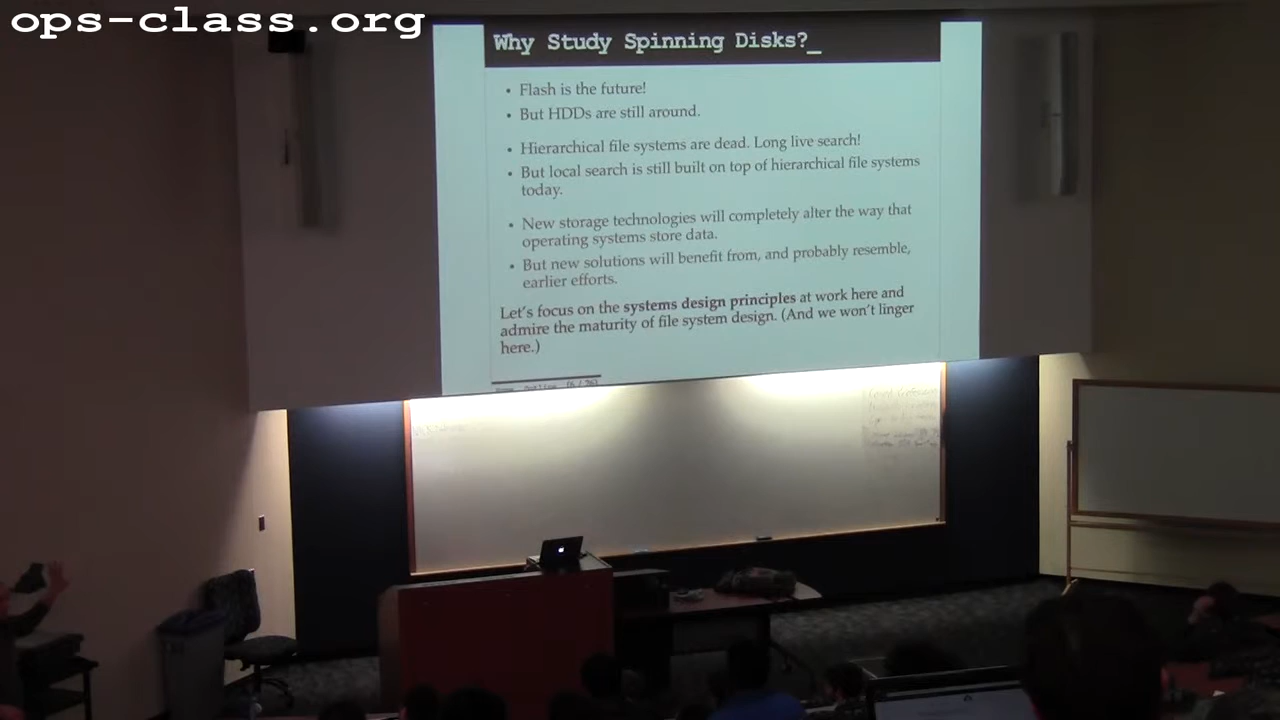 ops-class.org
Why Study Spinning Disks?_
• Flash is the future!
• But HDDs are still around.
• Hierarchical file systems are dead. Long live search!
• But local search is still built on top of hierarchical file systems
today.
• New storage technologies will completely alter the way that
operating systems store data.
• But new solutions will benefit from, and probably resemble,
earlier efforts.
Let's focus on the systems design principles at work here and
admire the maturity of file system design. (And we won't linger
here.)